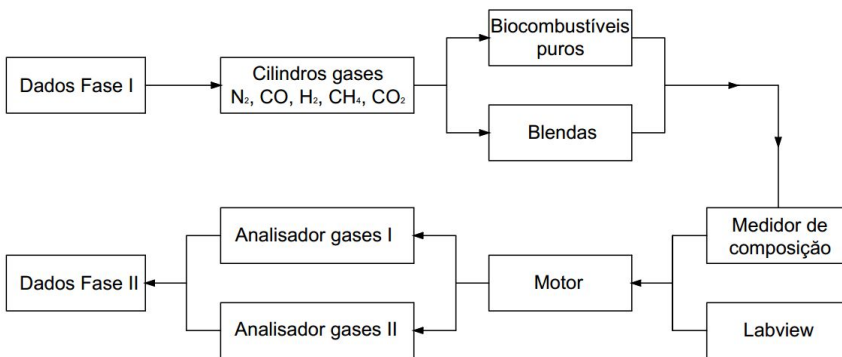 Dados Fase I
Cilindros gases
N₂, CO, H₂, CH₄, CO₂
Biocombustíveis
puros
Blendas
Medidor de
composição
Labview
Motor
Analisador gases I
Analisador gases II
Dados Fase II